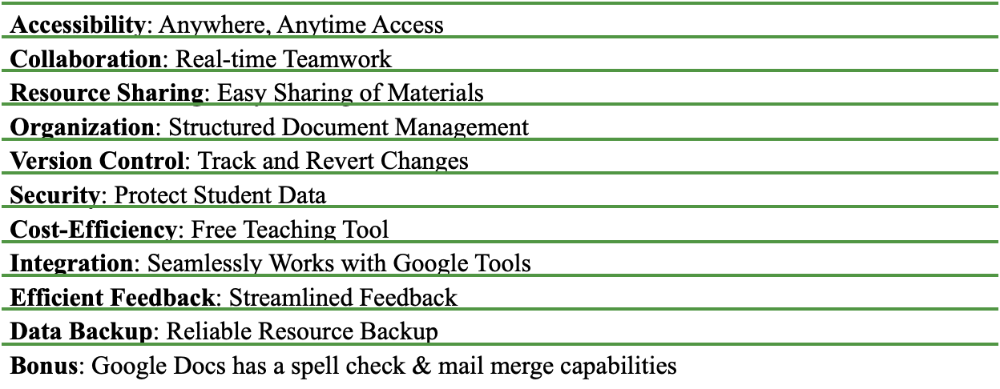 Accessibility: Anywhere, Anytime Access
Collaboration: Real-time Teamwork
Resource Sharing: Easy Sharing of Materials
Organization: Structured Document Management
Version Control: Track and Revert Changes
Security: Protect Student Data
Cost-Efficiency: Free Teaching Tool
Integration: Seamlessly Works with Google Tools
Efficient Feedback: Streamlined Feedback
Data Backup: Reliable Resource Backup
Bonus: Google Docs has a spell check & mail merge capabilities